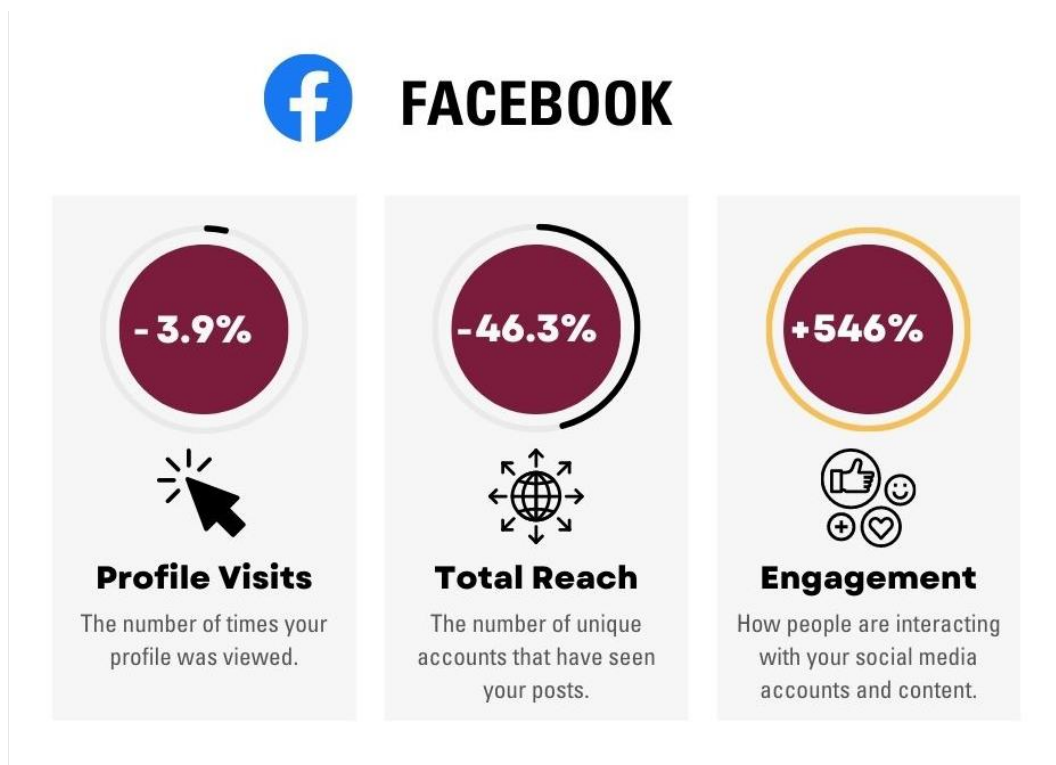 FACEBOOK
- 3.9%
Profile Visits
The number of times your
profile was viewed.
-46.3%
Total Reach
The number of unique
accounts that have seen
your posts.
+546%
Engagement
How people are interacting
with your social media
accounts and content.